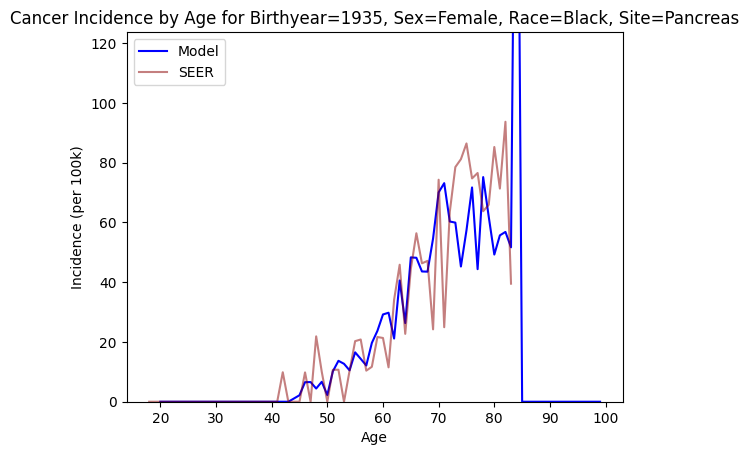 Cancer Incidence by Age for Birthyear=1935, Sex=Female, Race=Black, Site=Pancreas
Model
SEER
120
100
80
60
40
20
0
Incidence (per 100k)
20 30 40 50 60 70 80 90 100
Age